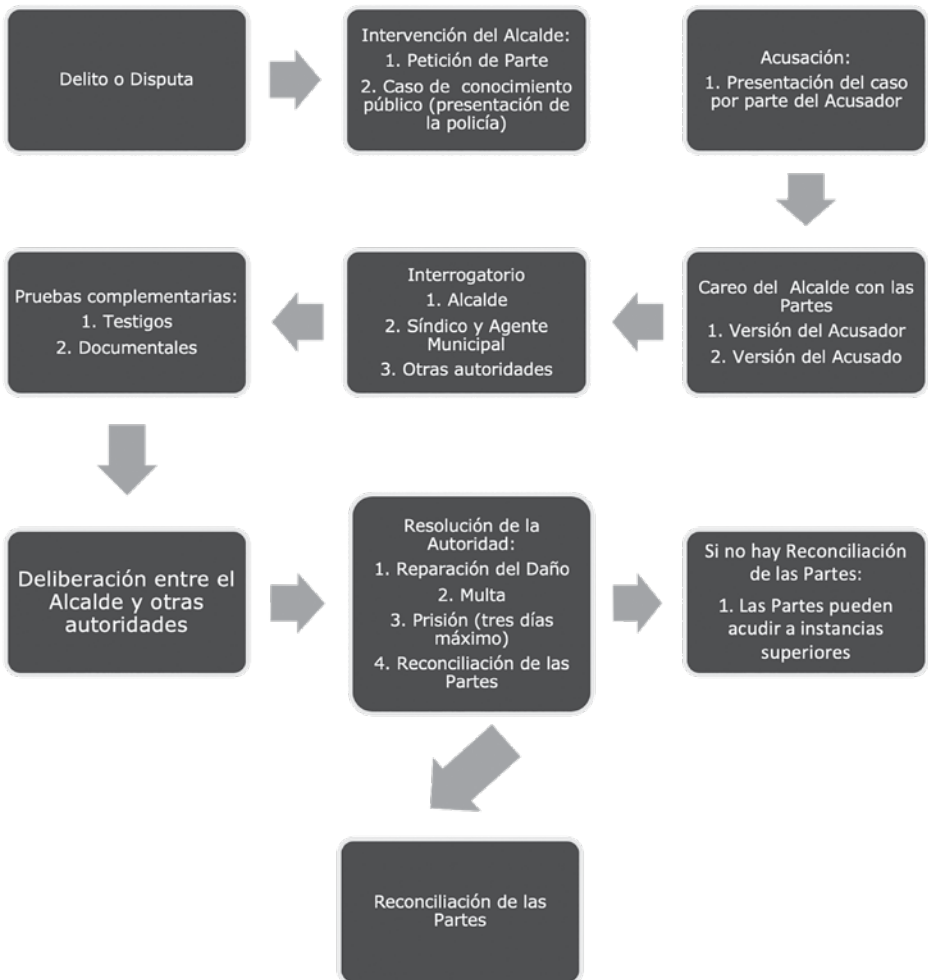 Delito o Disputa
Intervención del Alcalde:
1. Petición de Parte
2. Caso de conocimiento
público (presentación de
la policía)
Acusación:
1. Presentación del caso
por parte del Acusador
Careo del Alcalde con las
Partes
1. Versión del Acusador
2. Versión del Acusado
Interrogatorio
1. Alcalde
2. Síndico y Agente
Municipal
3. Otras autoridades
Pruebas complementarias:
1. Testigos
2. Documentales
Deliberación entre el
Alcalde y otras
autoridades
Resolución de la
Autoridad:
1. Reparación del Daño
2. Multa
3. Prisión (tres días
máximo)
4. Reconciliación de las
Partes
Si no hay Reconciliación
de las Partes:
1. Las Partes pueden
acudir a instancias
superiores
Reconciliación de las
Partes